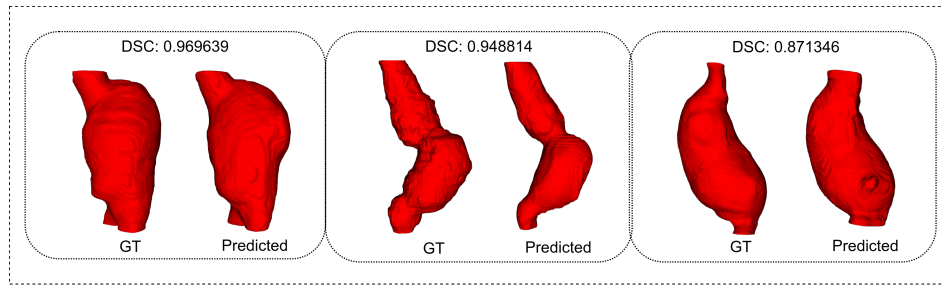 DSC: 0.969639
DSC: 0.948814
DSC: 0.871346
GT
Predicted
GT
Predicted
GT
Predicted